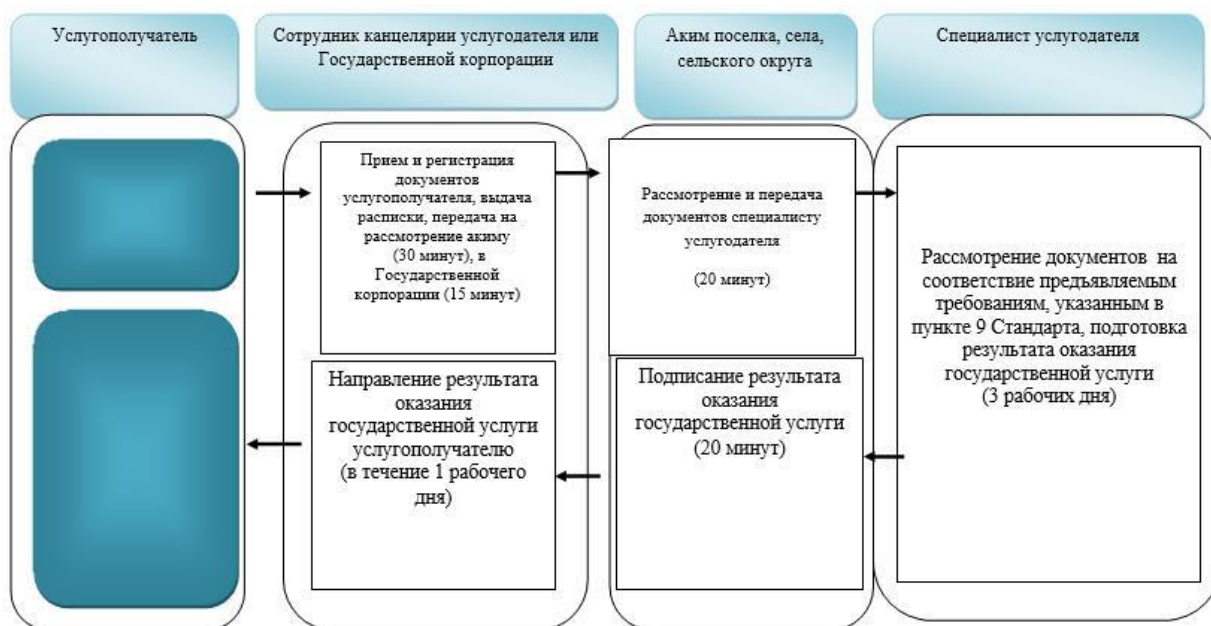 Услугополучатель
Сотрудник канцелярии услугодателя или
Государственной корпорации
Аким поселка, села,
сельского округа
Специалист услугодателя
Прием и регистрация
документов
услугополучателя, выдача
расписки, передача на
рассмотрение акиму
(30 минут), в
Государственной
корпорации (15 минут)
Рассмотрение и передача
документов специалисту
услугодателя
(20 минут)
Рассмотрение документов на
соответствие предъявляемым
требованиям, указанным в
пункте 9 Стандарта, подготовка
результата оказания
государственной услуги
(3 рабочих дня)
Направление результата
оказания
государственной услуги
услугополучателю
(в течение 1 рабочего
дня)
Подписание результата
оказания
государственной услуги
(20 минут)